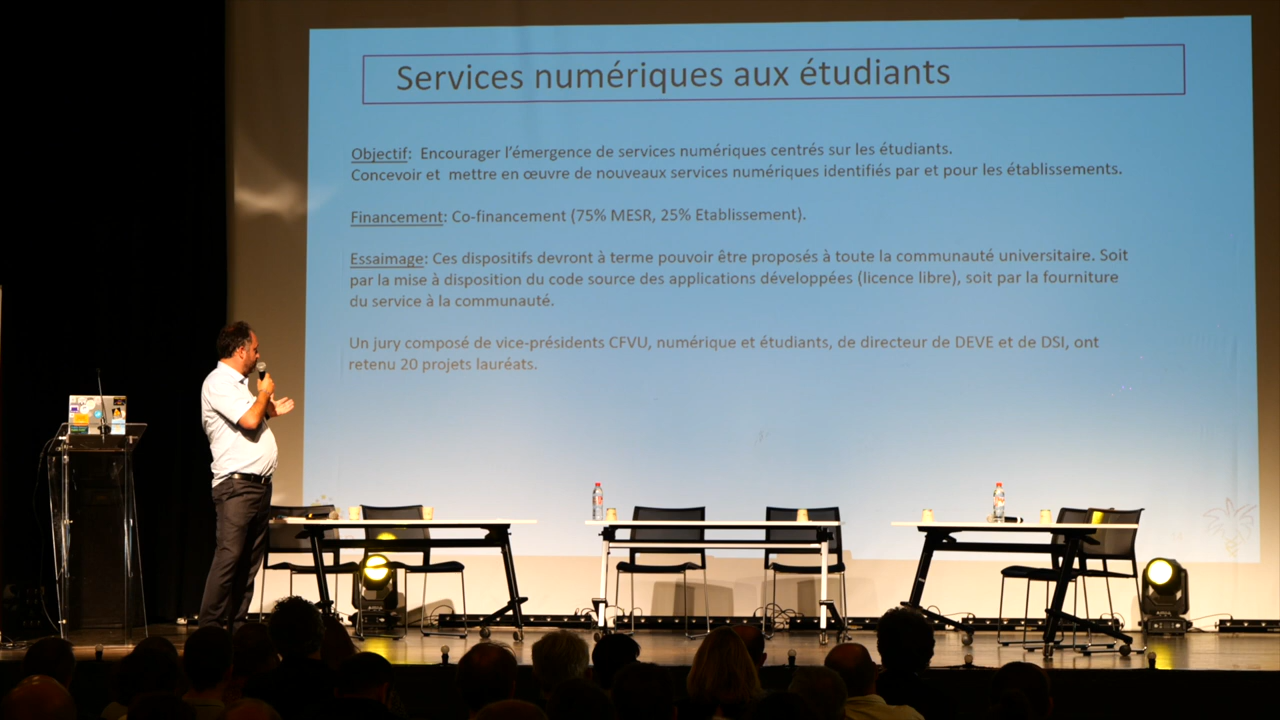 Services numériques aux étudiants
Objectif: Encourager l'émergence de services numériques centrés sur les étudiants.
Concevoir et mettre en œuvre de nouveaux services numériques identifiés par et pour les établissements.
Financement: Co-financement (75% MESR, 25% Etablissement).
Essaimage: Ces dispositifs devront à terme pouvoir être proposés à toute la communauté universitaire. Soit
par la mise à disposition du code source des applications développées (licence libre), soit par la fourniture
du service à la communauté.
Un jury composé de vice-présidents CFVU, numérique et étudiants, de directeur de DEVE et de DSI, ont
retenu 20 projets lauréats.